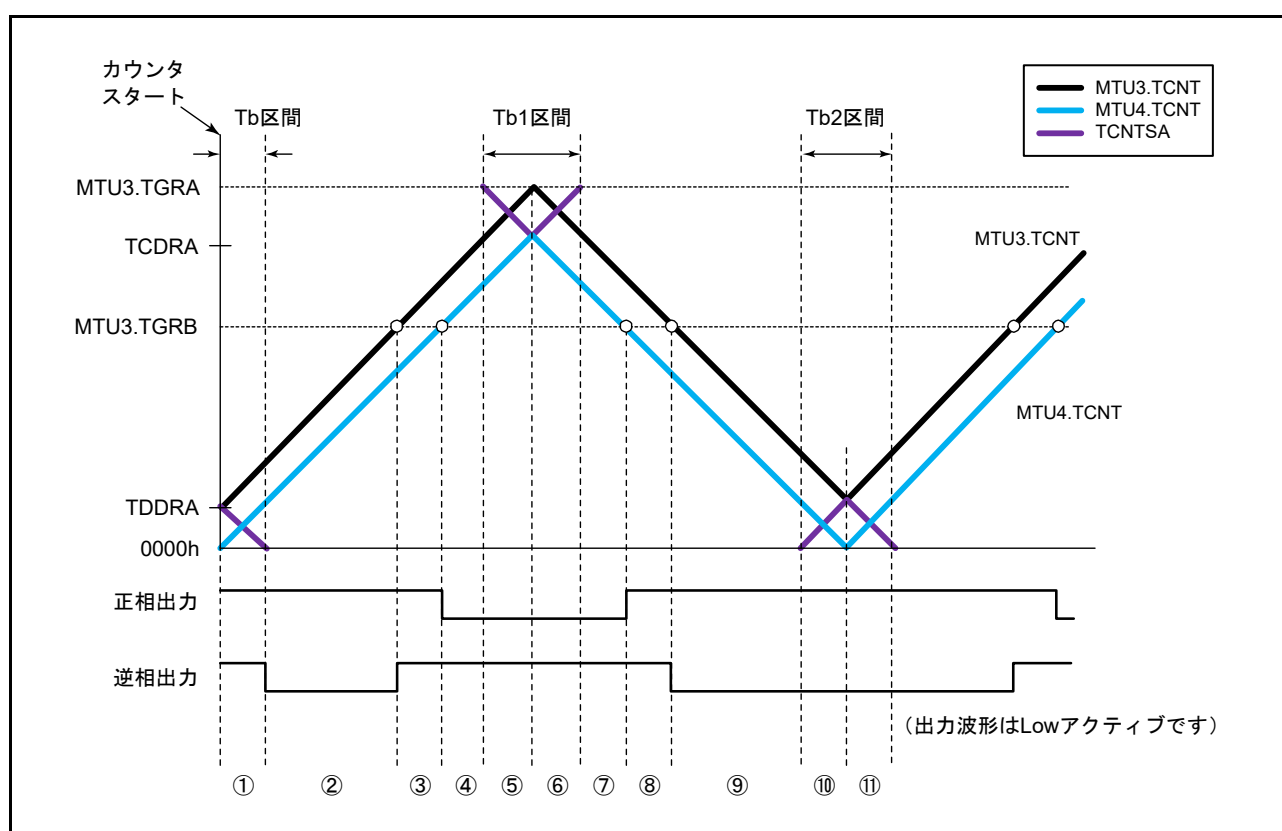 カウンタ
スタート
Tb区間
Tb1区間
Tb2区間
MTU3.TCNT
MTU4.TCNT
TCNTSA
MTU3.TGRA
TCDRA
MTU3.TCNT
MTU3.TGRB
MTU4.TCNT
TDDRA
0000h
正相出力
逆相出力
（出力波形はLowアクティブです）
① ② ③ ④ ⑤ ⑥ ⑦ ⑧ ⑨ ⑩ ⑪